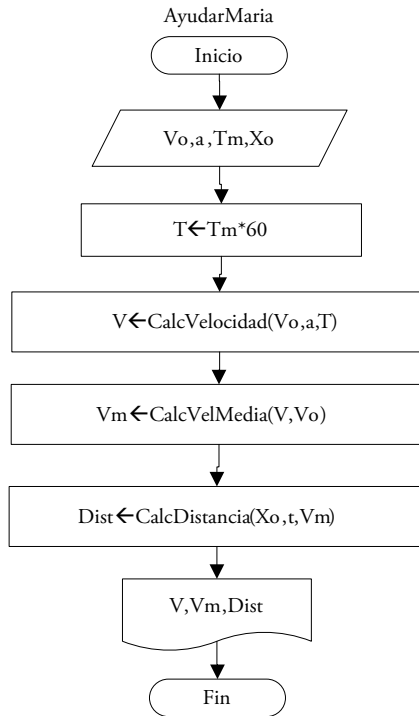 AyudarMaria
Inicio
Vo,a,Tm,Xo
T←Tm*60
V←CalcVelocidad(Vo,a,T)
Vm←CalcVelMedia(V,Vo)
Dist←CalcDistancia(Xo,t,Vm)
V,Vm,Dist
Fin